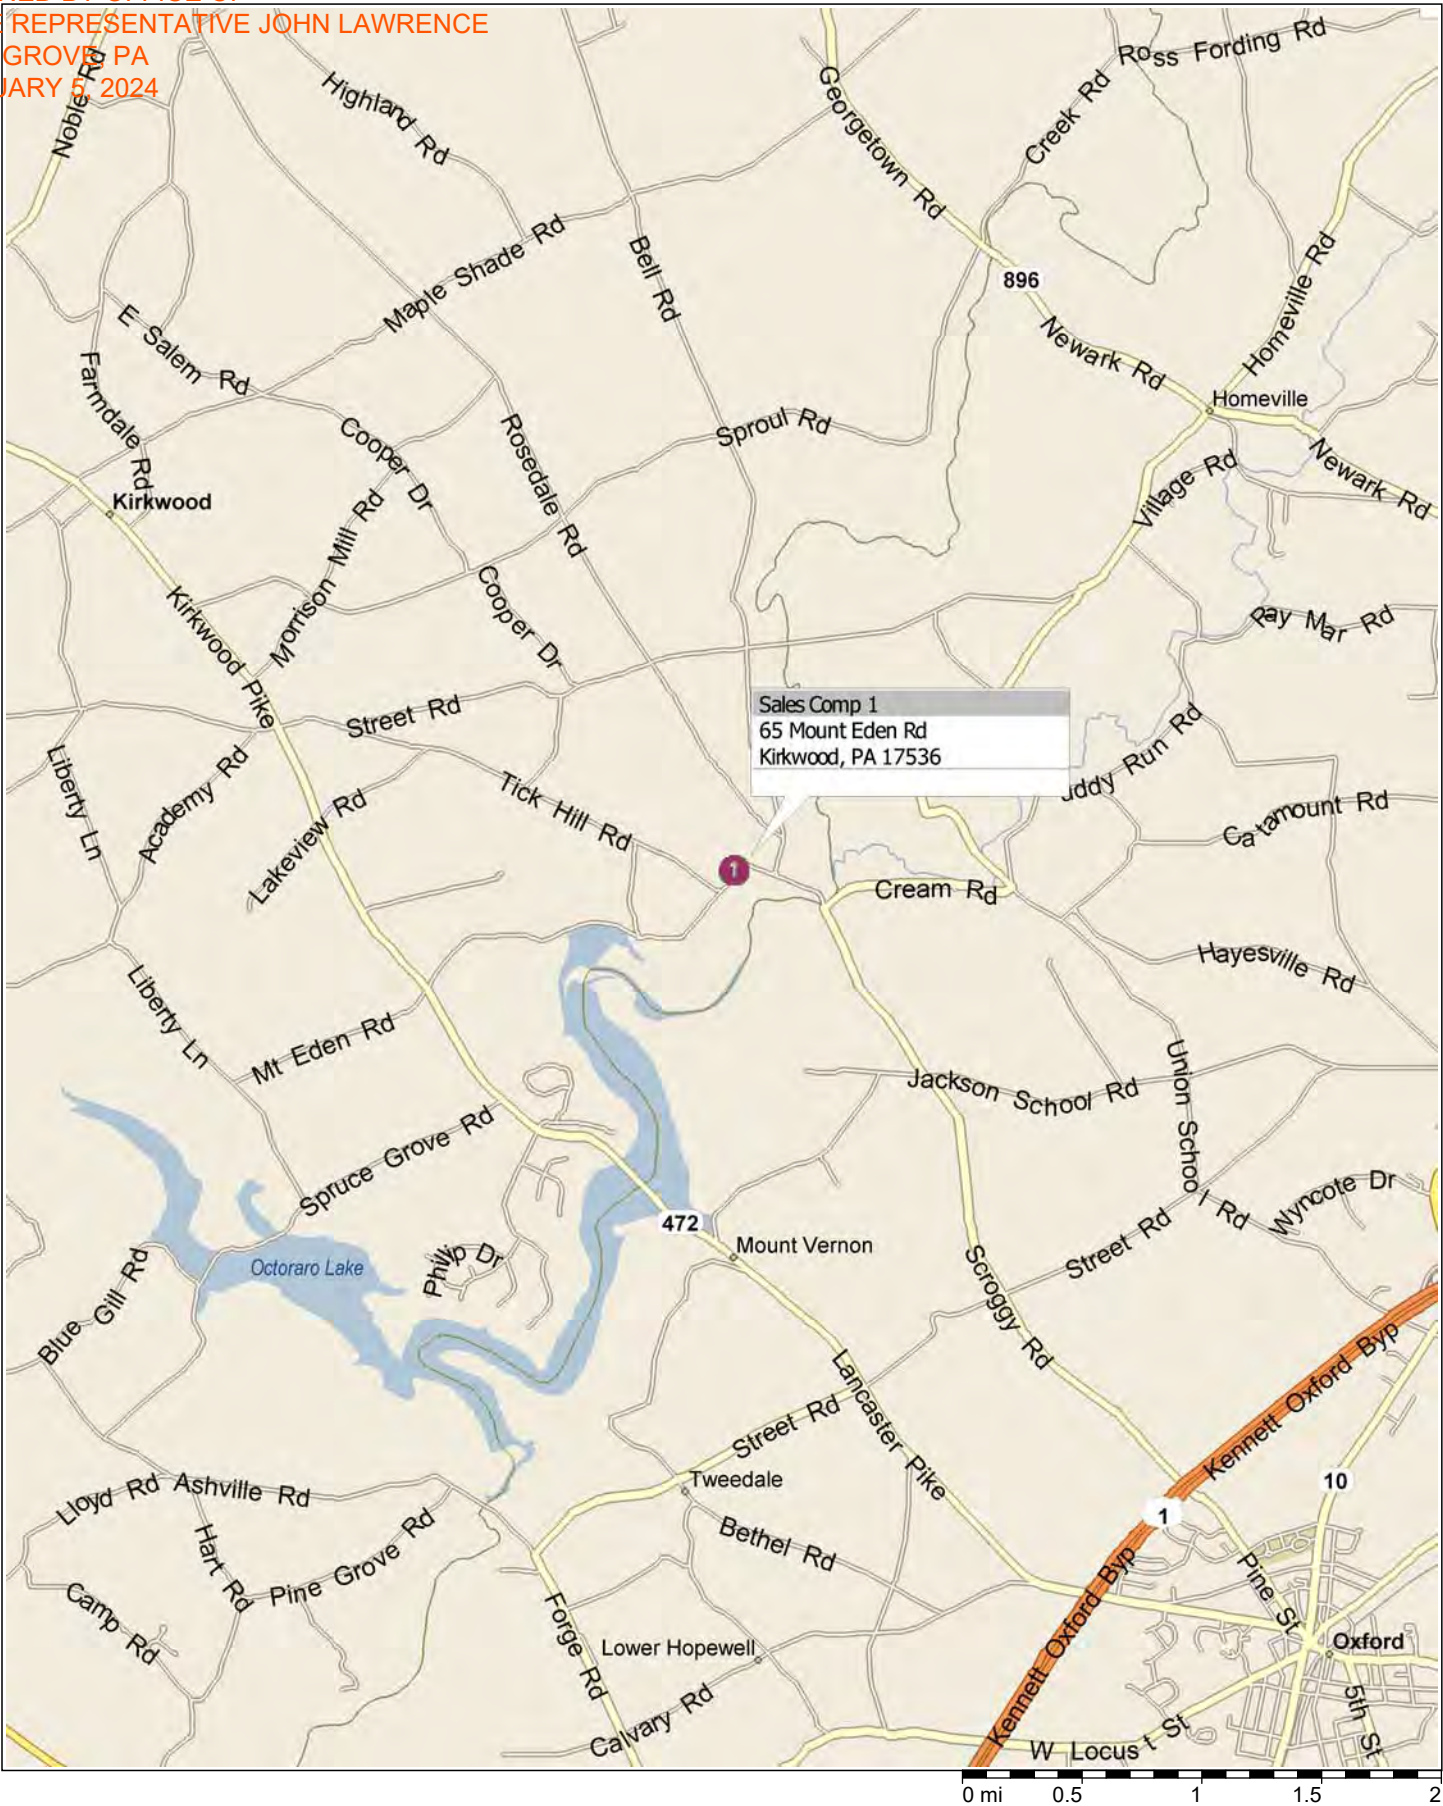 REPRESENTATIVE JOHN LAWRENCE
GROVE, PA
5, 2024
Noble Rd
Highland Rd
Georgetown Rd
Creek Rd
Ross Fording Rd
Maple Shade Rd
Bell Rd
896
Newark Rd
Homeville Rd
E Salem Rd
Farmdale Rd
Homeville
Cooper Dr
Rosedale Rd
Sproul Rd
Village Rd
Newark Rd
Kirkwood
Morrison Mill Rd
Kirkwood Pike
Cooper Dr
Ray Mar Rd
Street Rd
Sales Comp 1
65 Mount Eden Rd
Kirkwood, PA 17536
Liberty Ln
Academy Rd
Lakeview Rd
Tick Hill Rd
Run Rd
Catamount Rd
1
Cream Rd
Hayesville Rd
Liberty Ln
Mt Eden Rd
Jackson School Rd
Union School Rd
Spruce Grove Rd
Wyncote Dr
472
Mount Vernon
Street Rd
Philip Dr
Octoraro Lake
Blue Gill Rd
Scroggy Rd
Lancaster Pike
Kennett Oxford Byp
Street Rd
Tweedale
10
1
Lloyd Rd
Ashville Rd
Hart Rd
Pine Grove Rd
Bethel Rd
Kennett Oxford Byp
Pine St
Camp Rd
Forge Rd
Lower Hopewell
Oxford
Calvary Rd
5th St
W Locust St
0 mi 0.5 1 1.5 2